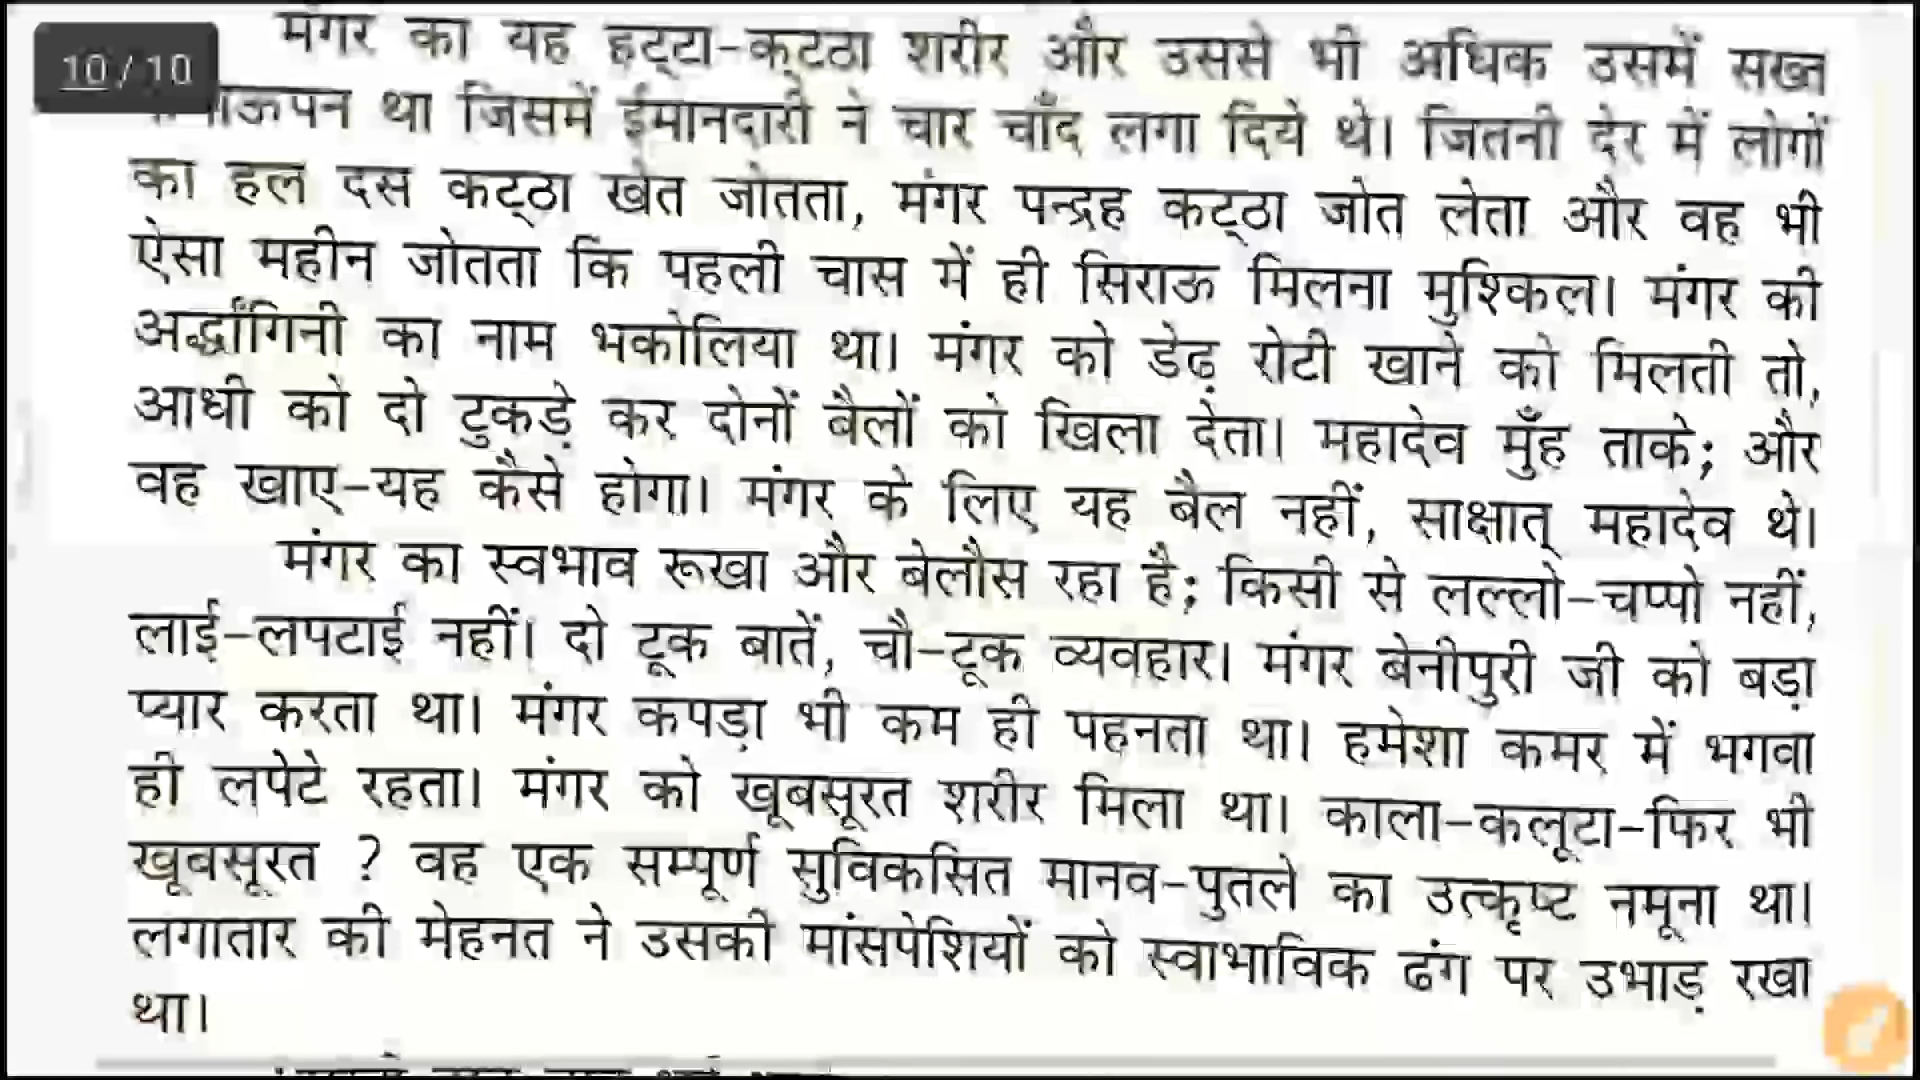 10 / 10
मंगर का यह हट्टा-कट्ठा शरीर और उससे भी अधिक उसमें सख्त
था जिसमें ईमानदारी ने चार चाँद लगा दिये थे। जितनी देर में लोगों
का हल दस कट्ठा खेत जोतता, मंगर पन्द्रह कट्ठा जोत लेता और वह भी
ऐसा महीन जोतता कि पहली चास में ही सिराऊ मिलना मुश्किल। मंगर की
अर्द्धांगिनी का नाम भकोलिया था। मंगर को डेढ़ रोटी खाने को मिलती तो,
आधी को दो टुकड़े कर दोनों बैलों को खिला देता। महादेव मुँह ताके; और
वह खाए-यह कैसे होगा। मंगर के लिए यह बैल नहीं, साक्षात् महादेव थे।
मंगर का स्वभाव रूखा और बेलौस रहा है; किसी से लल्लो-चप्पो नहीं,
लाई-लपटाई नहीं। दो टूक बातें, चौ-टूक व्यवहार। मंगर बेनीपुरी जी को बड़ा
प्यार करता था। मंगर कपड़ा भी कम ही पहनता था। हमेशा कमर में भगवा
ही लपेटे रहता। मंगर को खूबसूरत शरीर मिला था। काला-कलूटा-फिर भी
खूबसूरत ? वह एक सम्पूर्ण सुविकसित मानव-पुतले का उत्कृष्ट नमूना था।
लगातार की मेहनत ने उसकी मांसपेशियों को स्वाभाविक ढंग पर उभाड़ रखा
था।